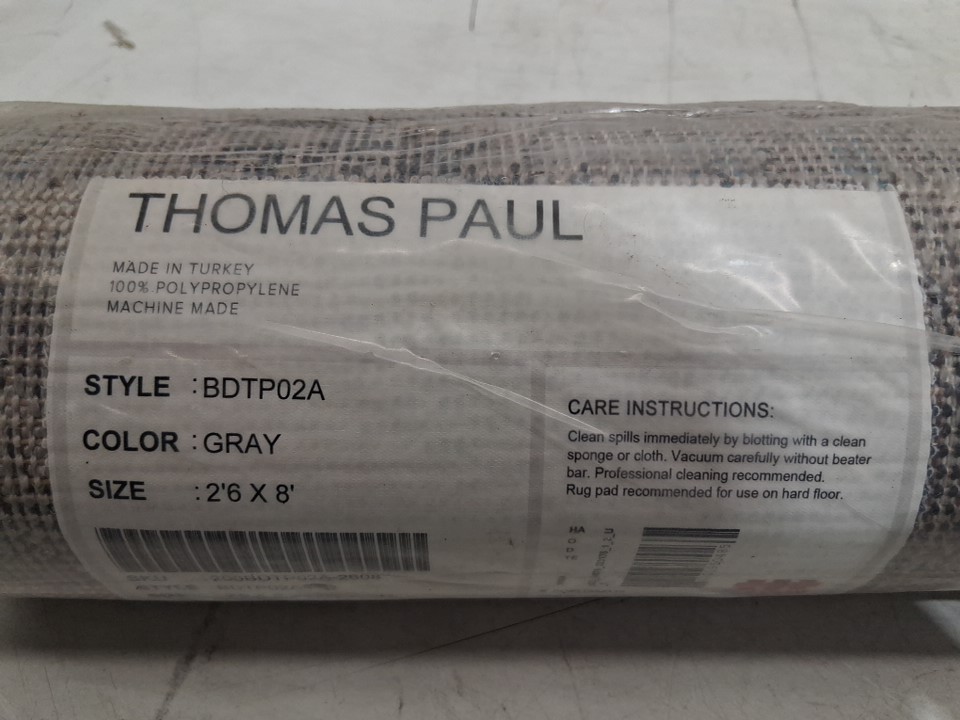 THOMAS PAUL
MADE IN TURKEY
100% POLYPROPYLENE
MACHINE MADE
STYLE : BDTP02A
COLOR : GRAY
SIZE : 2'6 X 8'
CARE INSTRUCTIONS:
Clean spills immediately by blotting with a clean
sponge or cloth. Vacuum carefully without beater
bar. Professional cleaning recommended.
Rug pad recommended for use on hard floor.
SKU
STYLE